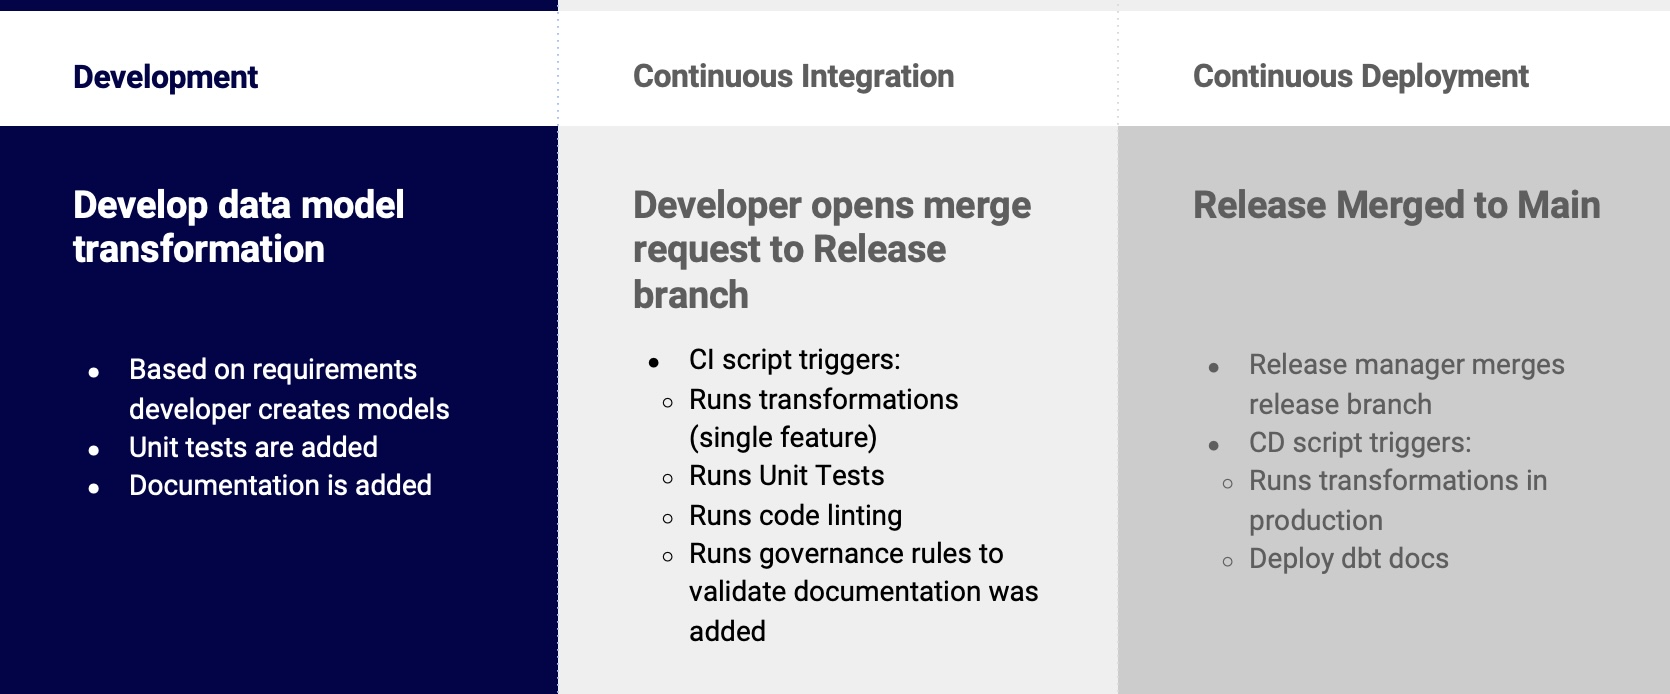 Development
Develop data model
transformation
● Based on requirements
developer creates models
● Unit tests are added
● Documentation is added
Continuous Integration
Developer opens merge
request to Release
branch
● CI script triggers:
○ Runs transformations
(single feature)
○ Runs Unit Tests
○ Runs code linting
○ Runs governance rules to
validate documentation was
added
Continuous Deployment
Release Merged to Main
● Release manager merges
release branch
● CD script triggers:
○ Runs transformations in
production
○ Deploy dbt docs